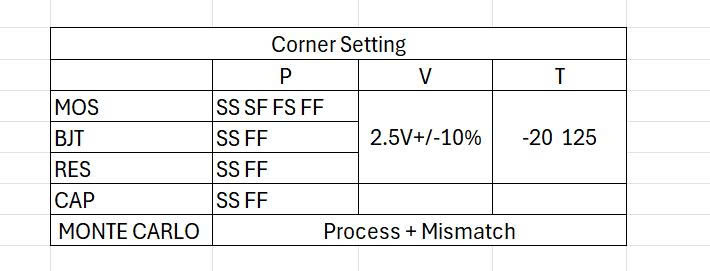 Corner Setting
P V T
MOS SS SF FS FF
BJT SS FF 2.5V+/-10% -20 125
RES SS FF
CAP SS FF
MONTE CARLO Process + Mismatch